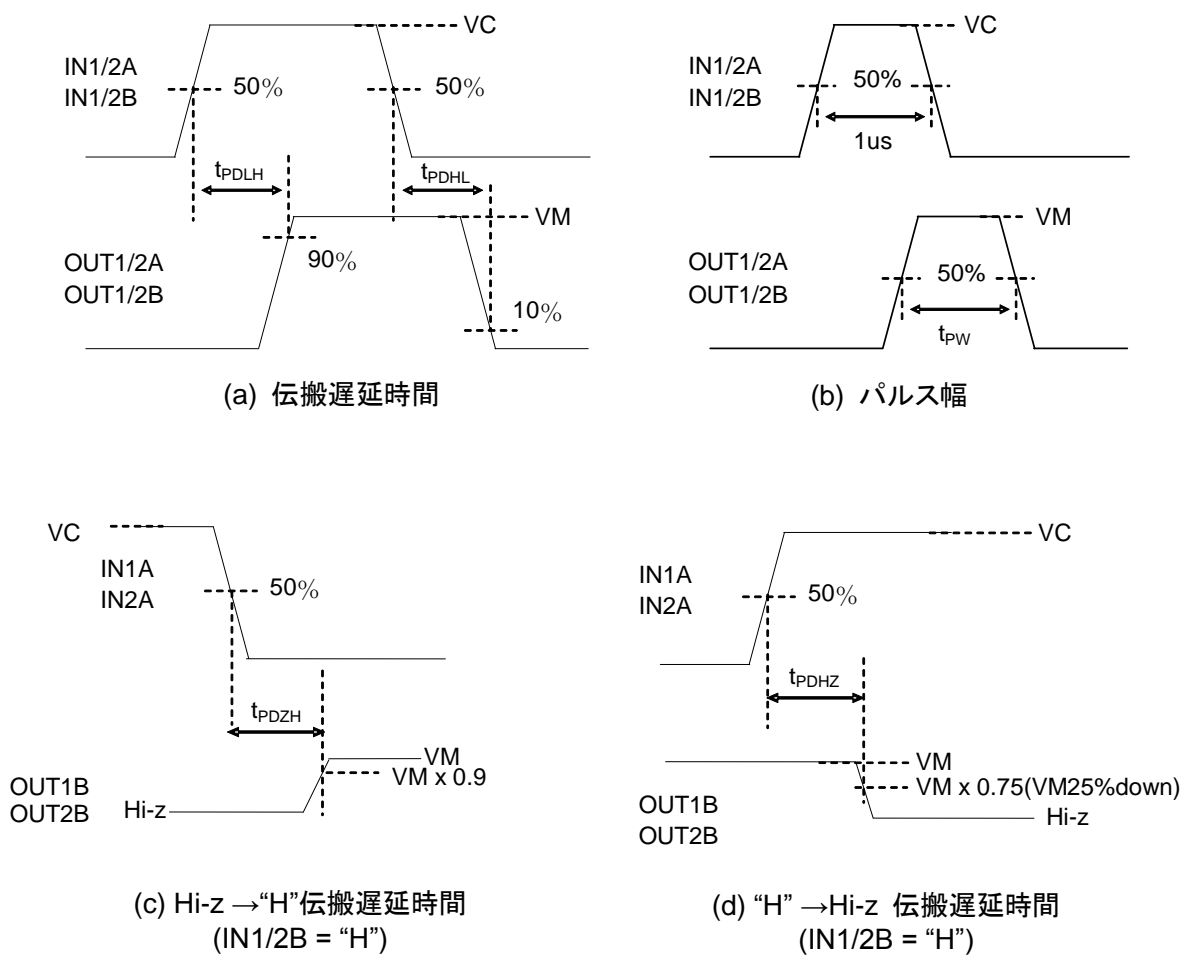 VC
IN1/2A
IN1/2B
50%
50%
tPDLH
tPDHL
VM
OUT1/2A
OUT1/2B
90%
10%
(a) 伝搬遅延時間
VC
IN1/2A
IN1/2B
50%
1us
VM
OUT1/2A
OUT1/2B
50%
tPW
(b) パルス幅
VC
IN1A
IN2A
50%
tPDZH
VM
VM x 0.9
OUT1B
OUT2B
Hi-z
(c) Hi-z →“H”伝搬遅延時間
(IN1/2B = “H”)
VC
IN1A
IN2A
50%
tPDHZ
VM
VM x 0.75(VM25%down)
OUT1B
OUT2B
Hi-z
(d) “H” →Hi-z 伝搬遅延時間
(IN1/2B = “H”)